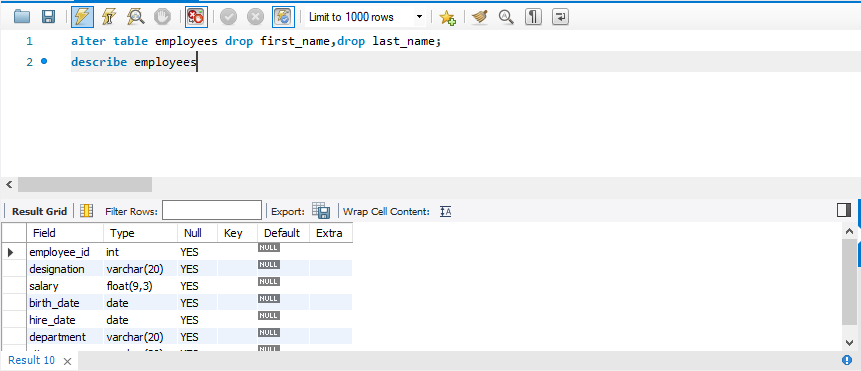 Limit to 1000 rows
1 alter table employees drop first_name,drop last_name;
2 describe employees
Result Grid Filter Rows: Export: Wrap Cell Content:
Field Type Null Key Default Extra
employee_id int YES NULL
designation varchar(20) YES NULL
salary float(9,3) YES NULL
birth_date date YES NULL
hire_date date YES NULL
department varchar(20) YES NULL
Result 10